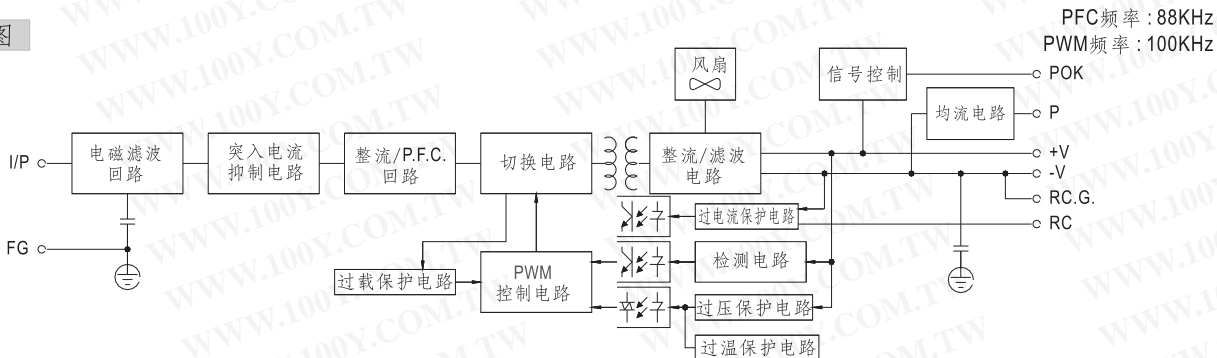 图
PFC频率 : 88KHz
PWM频率 : 100KHz
风扇
信号控制
POK
均流电路
P
I/P
电磁滤波
回路
突入电流
抑制电路
整流/P.F.C.
回路
切换电路
整流/滤波
电路
+V
-V
RC.G.
RC
过电流保护电路
FG
过载保护电路
PWM
控制电路
检测电路
过压保护电路
过温保护电路
WWW.100Y.COM.TW